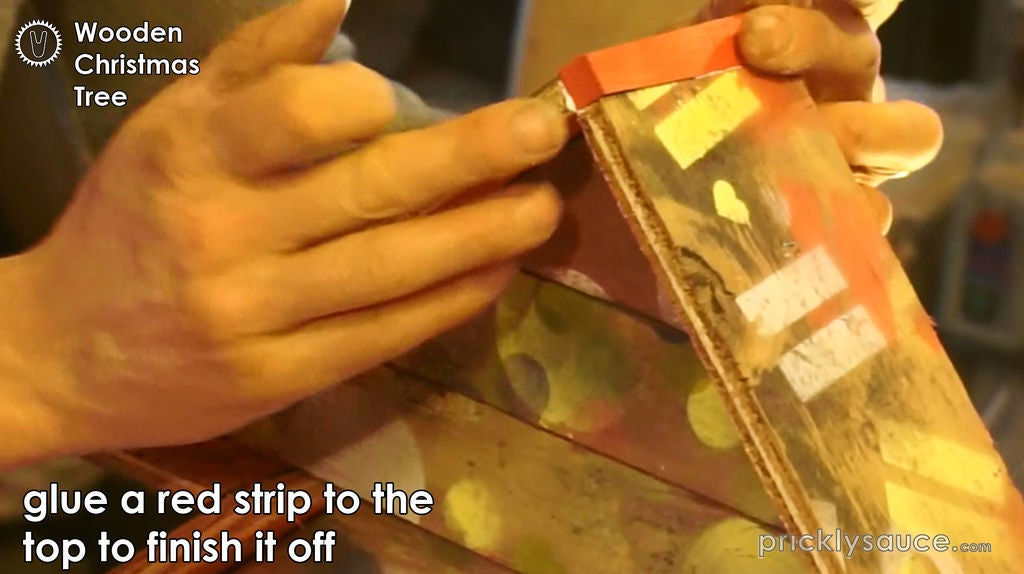 Wooden
Christmas
Tree
glue a red strip to the
top to finish it off
pricklysauce.com